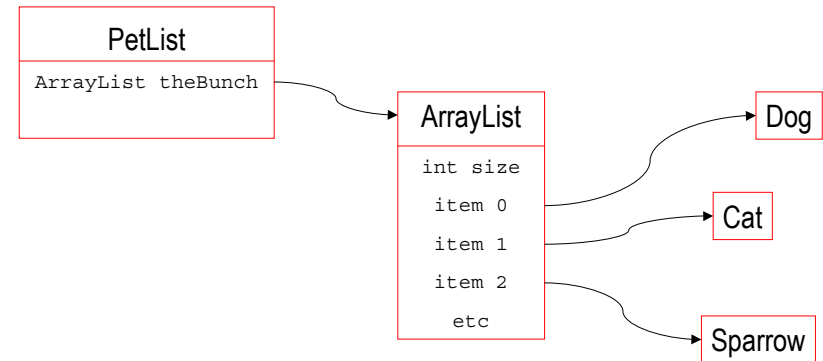 PetList
ArrayList theBunch
ArrayList
int size
item 0
item 1
item 2
etc
Dog
Cat
Sparrow